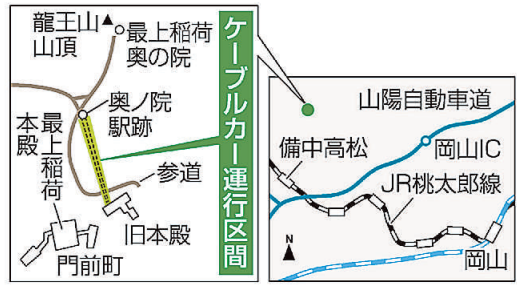 龍王山▲
山頂
最上稲荷
奥の院
奥ノ院
駅跡
最上稲荷
本殿
参道
旧本殿
門前町
ケーブルカー運行区間
山陽自動車道
備中高松
岡山IC
JR桃太郎線
N
岡山